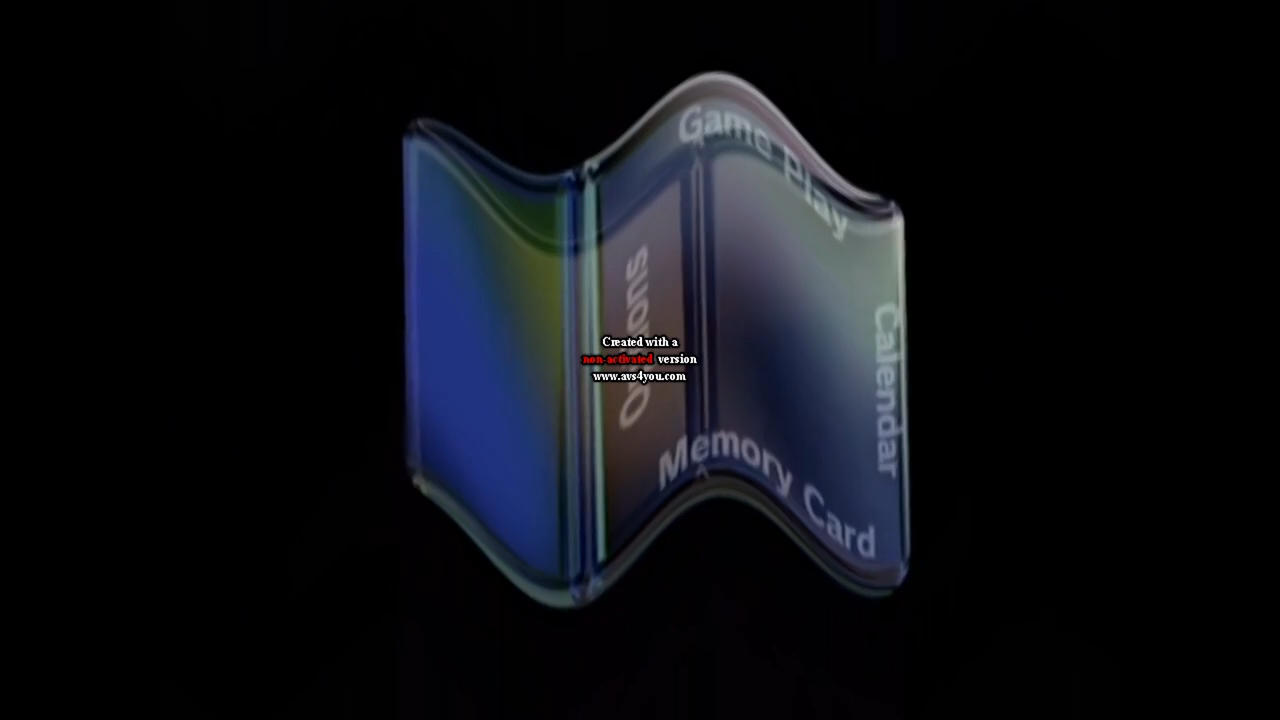 Game Play
Options
Created with a
non-activated version
www.avs4you.com
Calendar
Memory Card